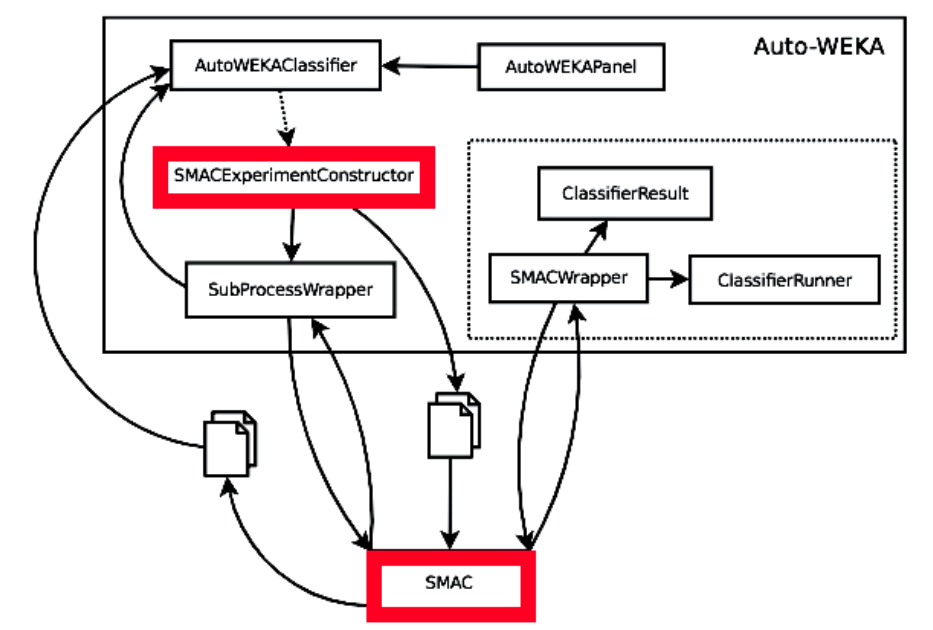 Auto-WEKA
AutoWEKAClassifier
AutoWEKAPanel
SMACExperimentConstructor
ClassifierResult
SMACWrapper
ClassifierRunner
SubProcessWrapper
SMAC